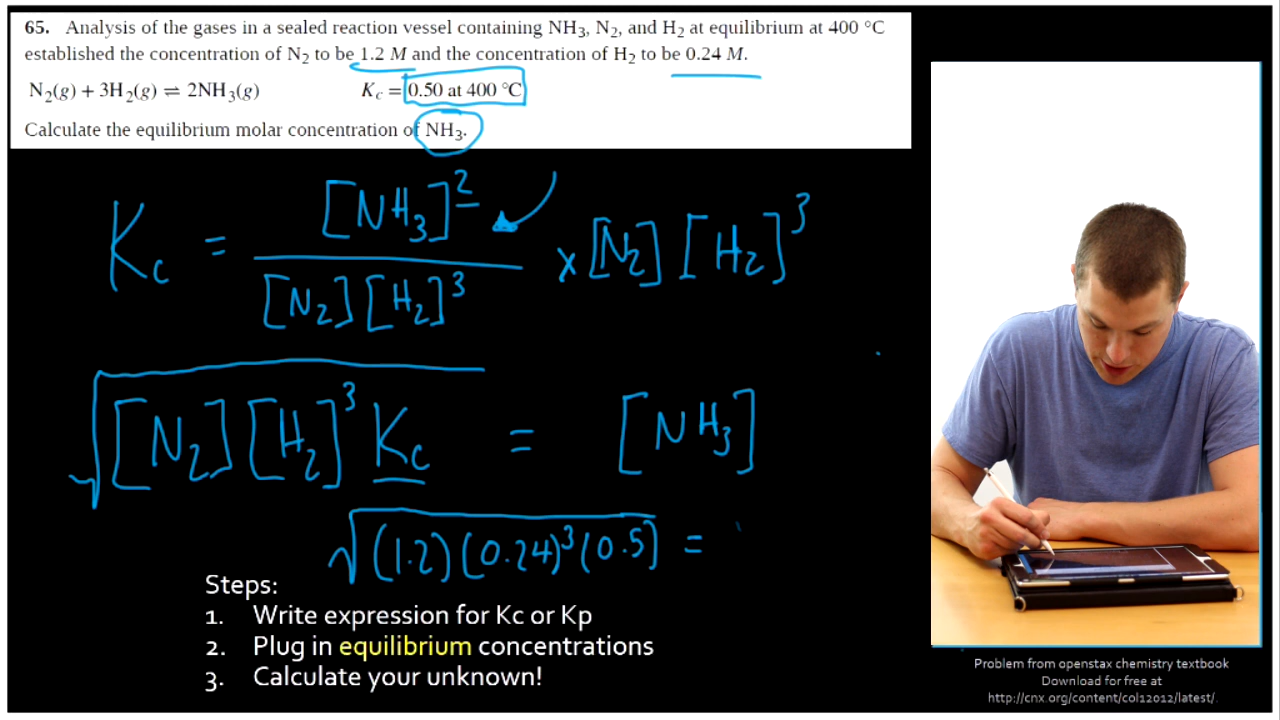 65. Analysis of the gases in a sealed reaction vessel containing NH₃, N₂, and H₂ at equilibrium at 400 °C
established the concentration of N₂ to be 1.2 M and the concentration of H₂ to be 0.24 M.
N₂(g) + 3H₂(g) ⇌ 2NH₃(g) K꜀ = 0.50 at 400 °C
Calculate the equilibrium molar concentration of NH₃.
Kc = [NH₃]² / [N₂][H₂]³ × [N₂][H₂]³
√([N₂][H₂]³Kc) = [NH₃]
√((1.2)(0.24)³(0.5)) =
Steps:
1. Write expression for Kc or Kp
2. Plug in equilibrium concentrations
3. Calculate your unknown!
Problem from openstax chemistry textbook
Download for free at
http://cnx.org/content/col12012/latest/.